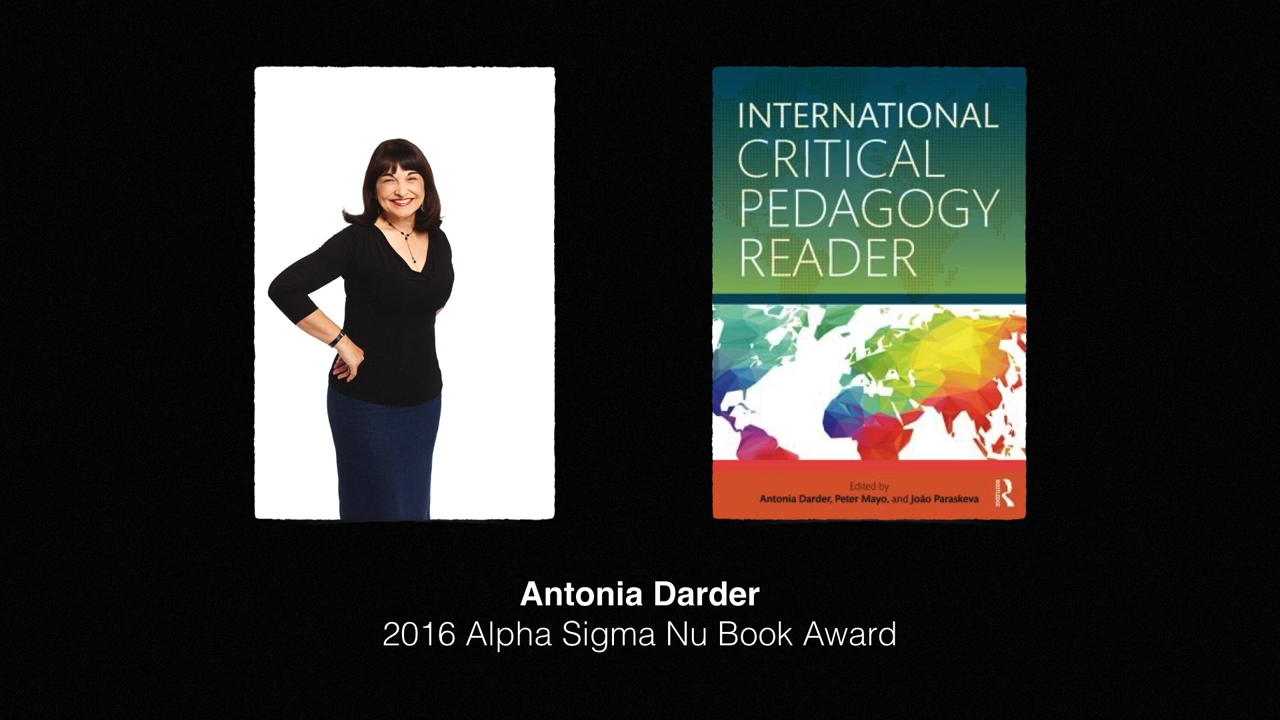 INTERNATIONAL
CRITICAL
PEDAGOGY
READER
Edited by
Antonia Darder, Peter Mayo, and João Paraskeva
ROUTLEDGE
Antonia Darder
2016 Alpha Sigma Nu Book Award